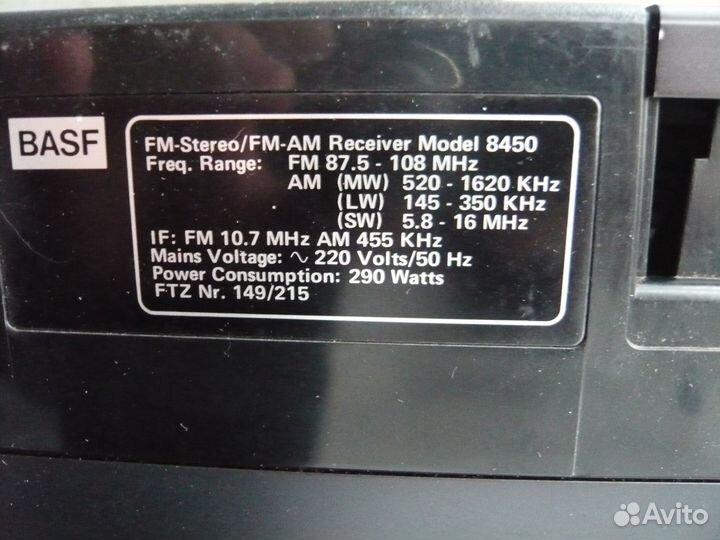 BASF
FM-Stereo/FM-AM Receiver Model 8450
Freq. Range: FM 87.5 - 108 MHz
AM (MW) 520 - 1620 KHz
(LW) 145 - 350 KHz
(SW) 5.8 - 16 MHz
IF: FM 10.7 MHz AM 455 KHz
Mains Voltage: ∿ 220 Volts/50 Hz
Power Consumption: 290 Watts
FTZ Nr. 149/215
Avito